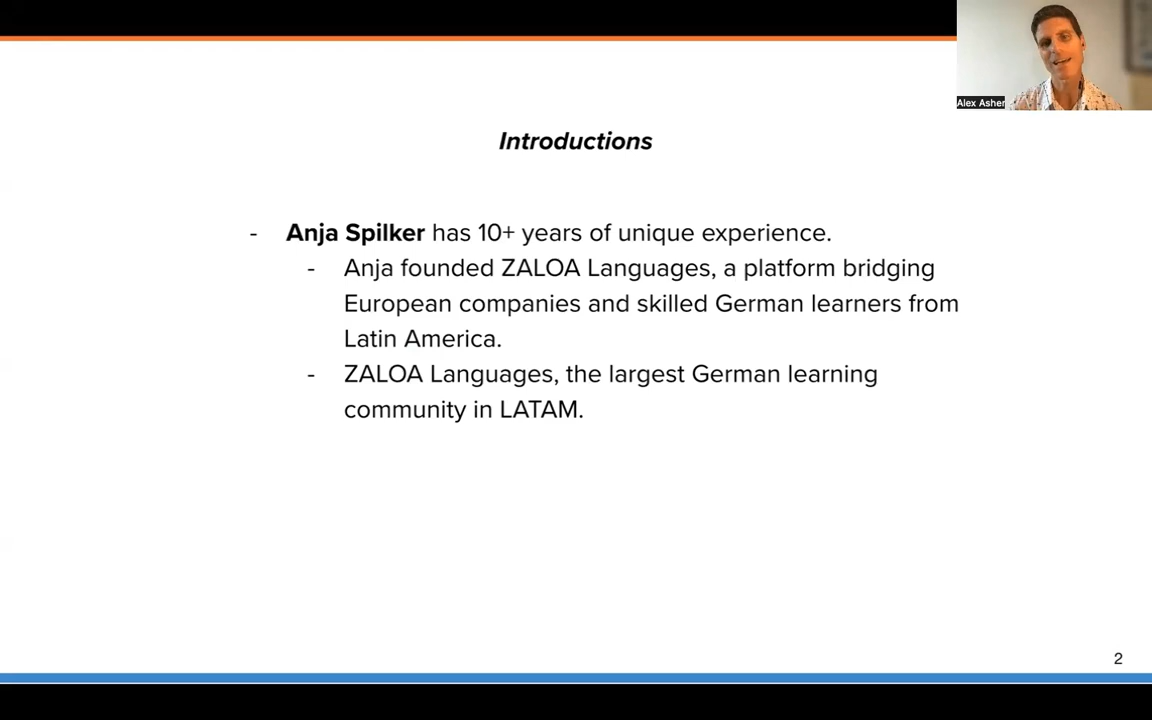 Alex Asher
Introductions
- Anja Spilker has 10+ years of unique experience.
- Anja founded ZALOA Languages, a platform bridging
European companies and skilled German learners from
Latin America.
- ZALOA Languages, the largest German learning
community in LATAM.
2